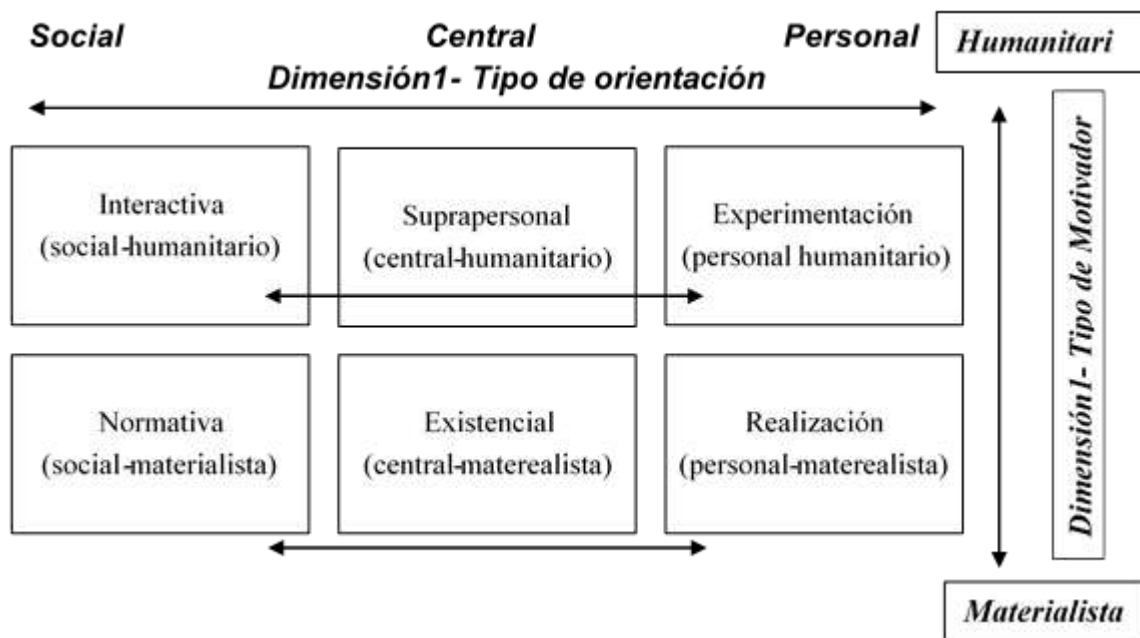 Social Central Personal Humanitari
Dimensión1- Tipo de orientación
Interactiva
(social-humanitario)
Suprapersonal
(central-humanitario)
Experimentación
(personal humanitario)
Dimensión1- Tipo de Motivador
Normativa
(social-materialista)
Existencial
(central-materealista)
Realización
(personal-materealista)
Materialista